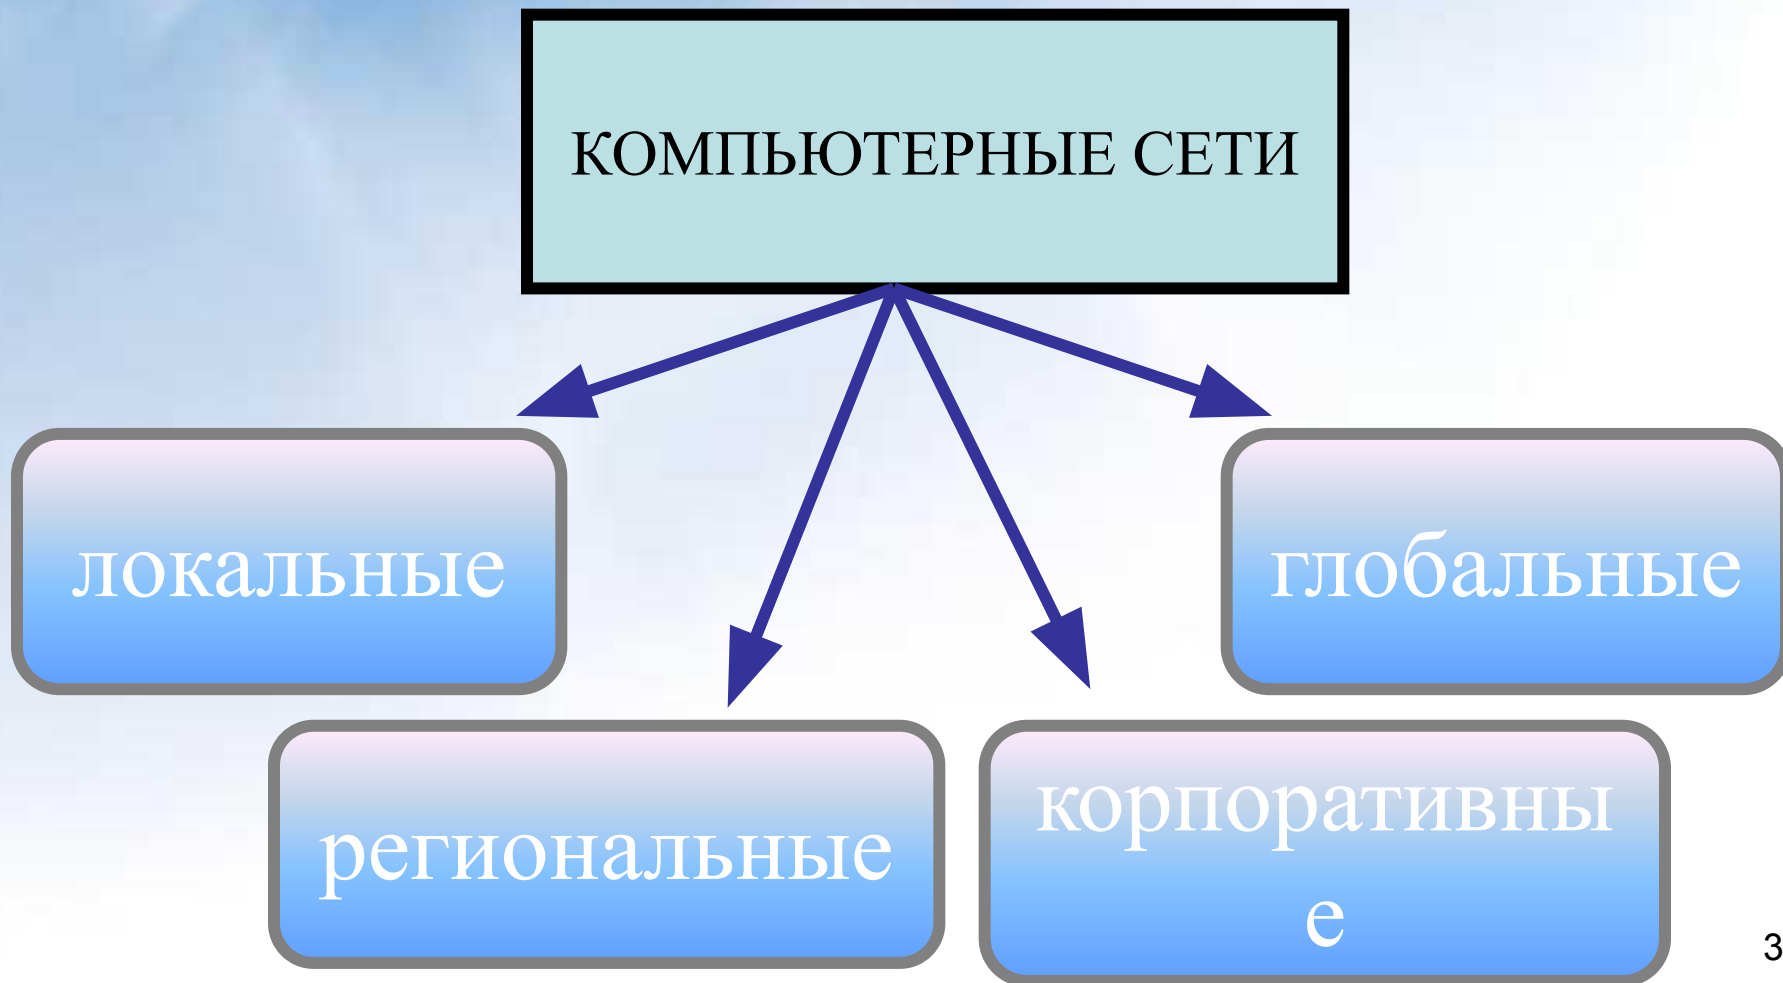 КОМПЬЮТЕРНЫЕ СЕТИ
локальные
глобальные
региональные
корпоративны
е
3